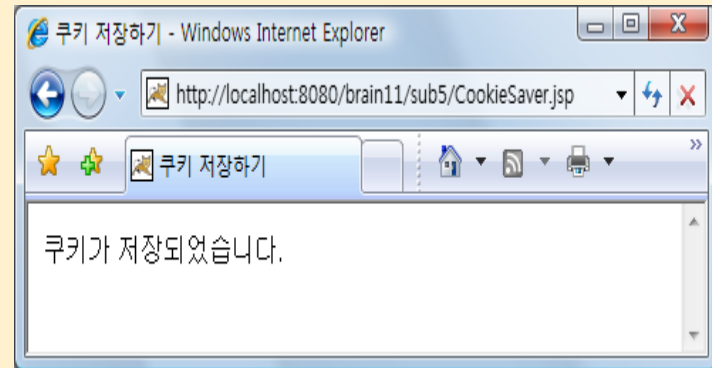 쿠키 저장하기 - Windows Internet Explorer
http://localhost:8080/brain11/sub5/CookieSaver.jsp
쿠키 저장하기
쿠키가 저장되었습니다.